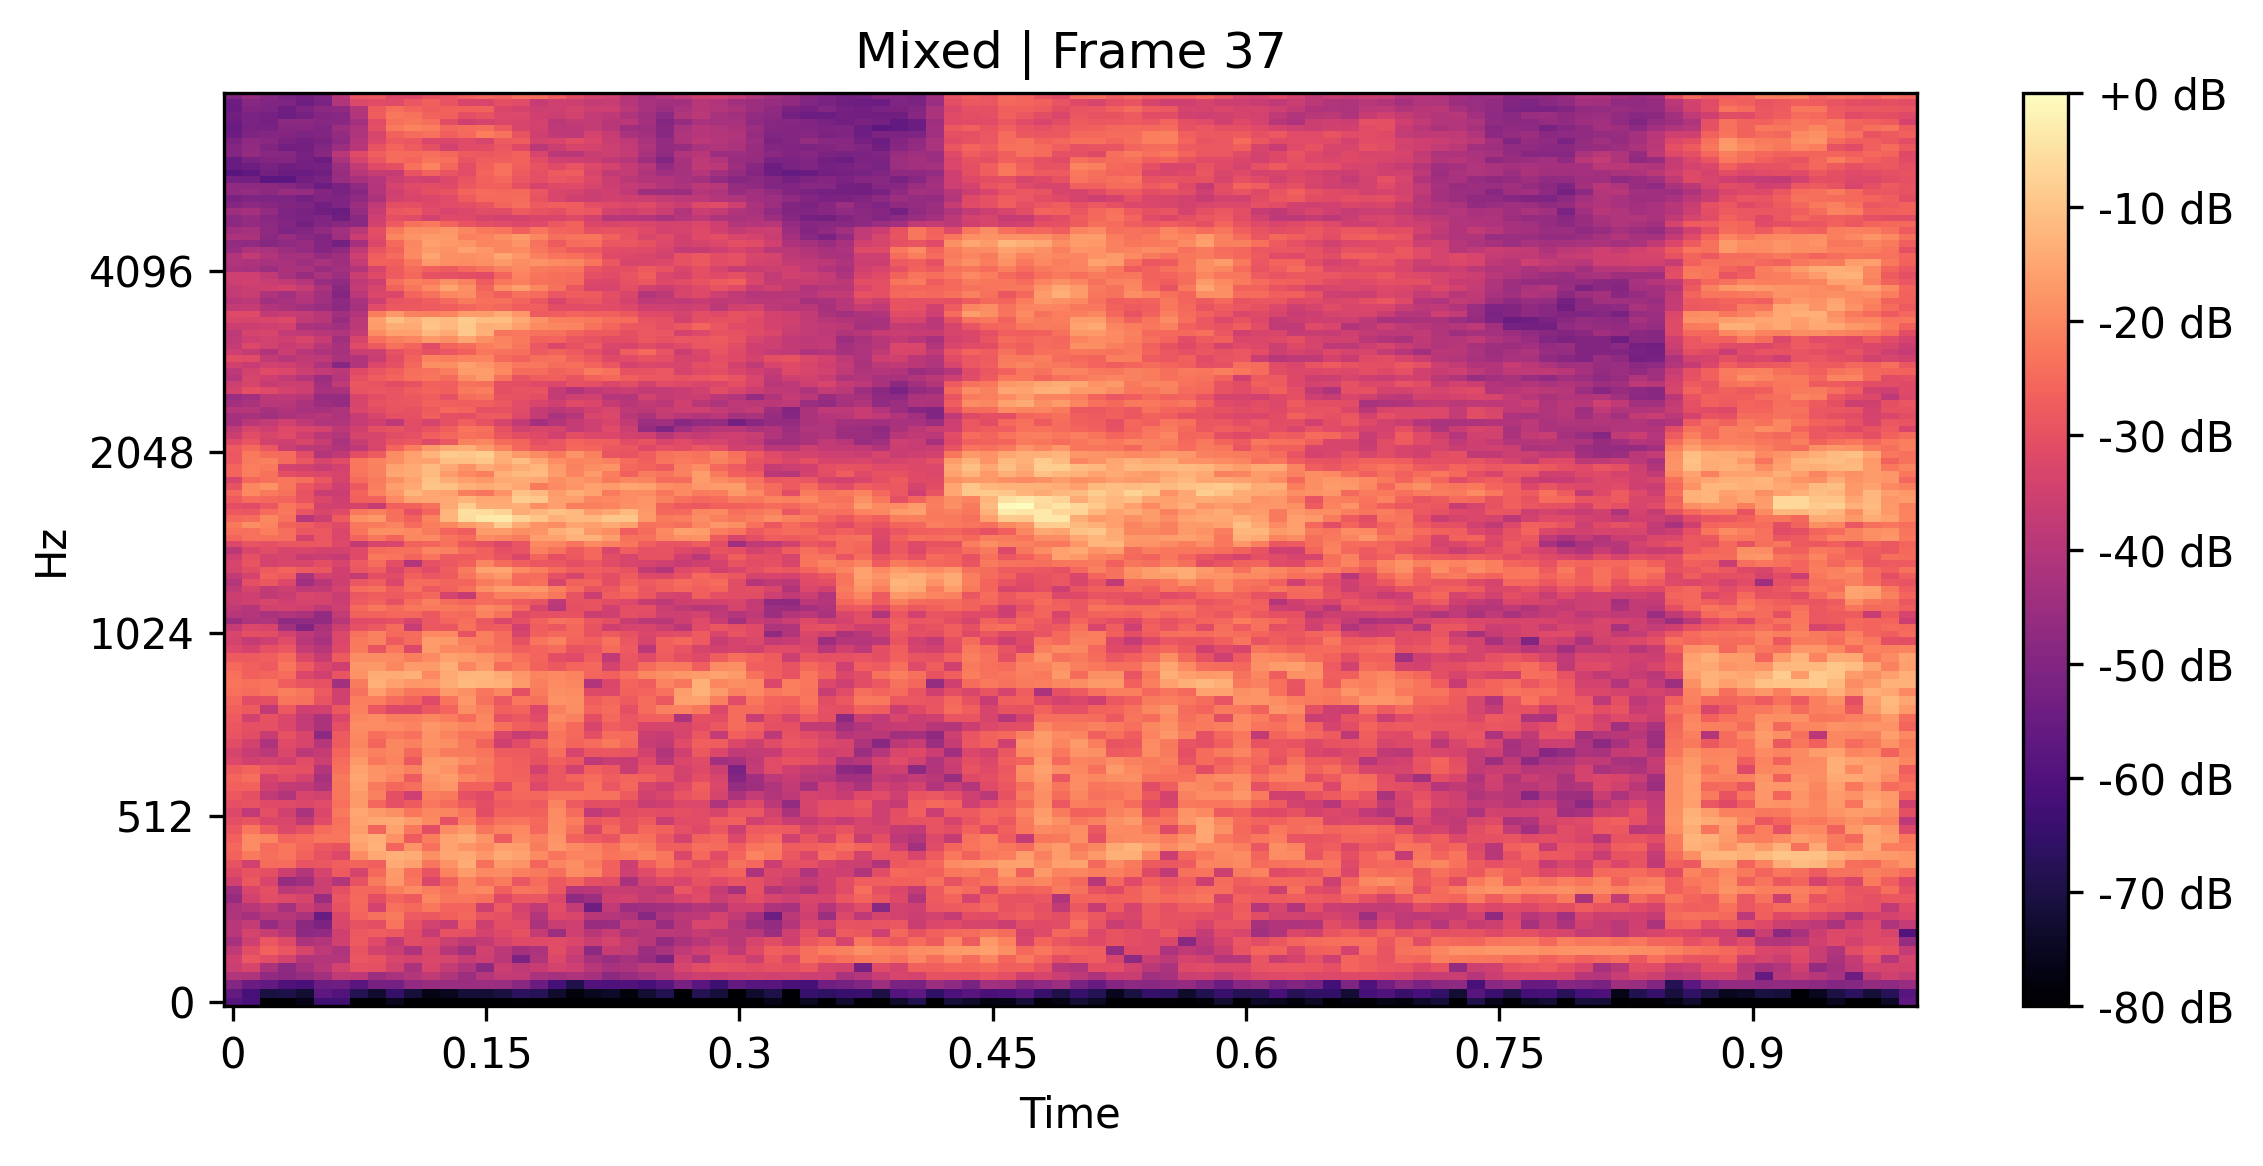 Mixed | Frame 37
Hz
4096
2048
1024
512
0
0 0.15 0.3 0.45 0.6 0.75 0.9
Time
+0 dB
-10 dB
-20 dB
-30 dB
-40 dB
-50 dB
-60 dB
-70 dB
-80 dB